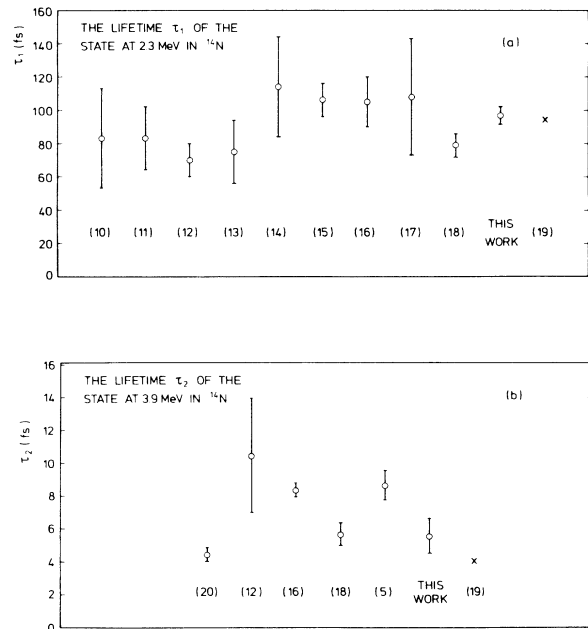 THE LIFETIME τ₁ OF THE
STATE AT 2.3 MeV IN ¹⁴N
(a)
τ₁ (fs)
160
140
120
100
80
60
40
20
0
(10) (11) (12) (13) (14) (15) (16) (17) (18) THIS WORK (19)
THE LIFETIME τ₂ OF THE
STATE AT 3.9 MeV IN ¹⁴N
(b)
τ₂ (fs)
16
14
12
10
8
6
4
2
0
(20) (12) (16) (18) (5) THIS WORK (19)